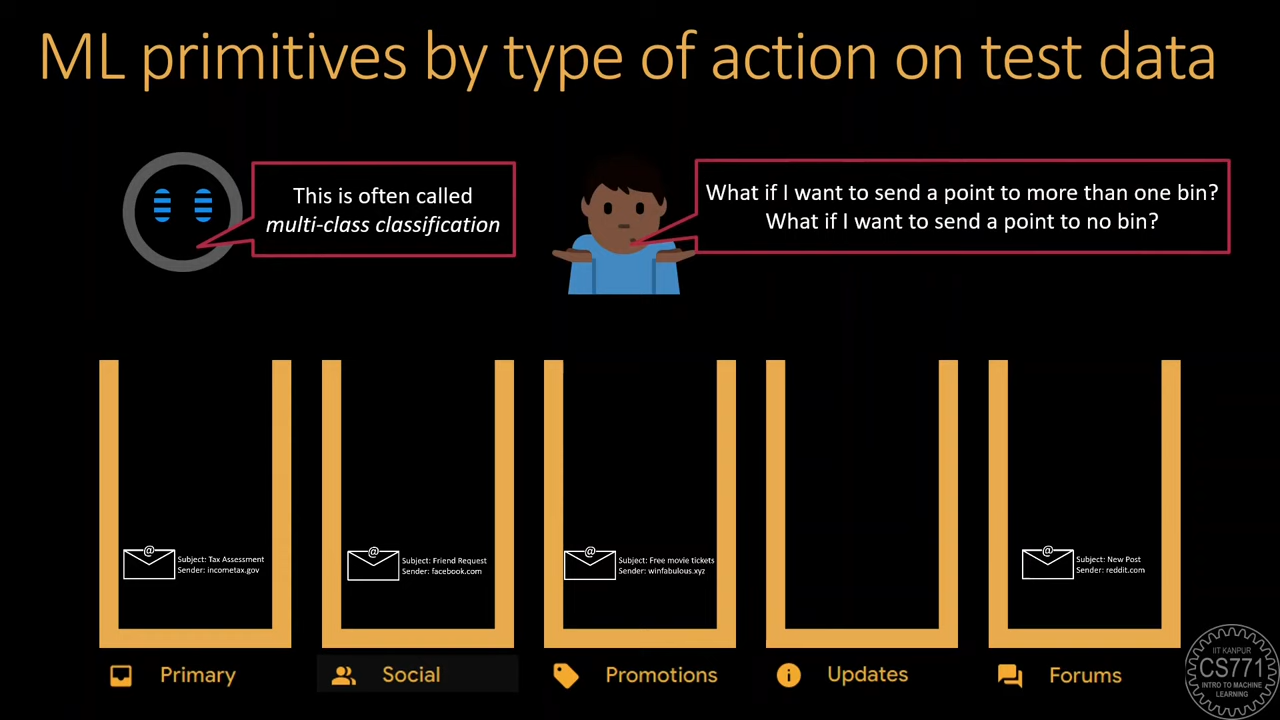 ML primitives by type of action on test data
This is often called
multi-class classification
What if I want to send a point to more than one bin?
What if I want to send a point to no bin?
@
Subject: Tax Assessment
Sender: incometax.gov
@
Subject: Friend Request
Sender: facebook.com
@
Subject: Free movie tickets
Sender: winfabulous.xyz
@
Subject: New Post
Sender: reddit.com
Primary
Social
Promotions
Updates
Forums
IIT KANPUR
CS771
INTRO TO MACHINE
LEARNING